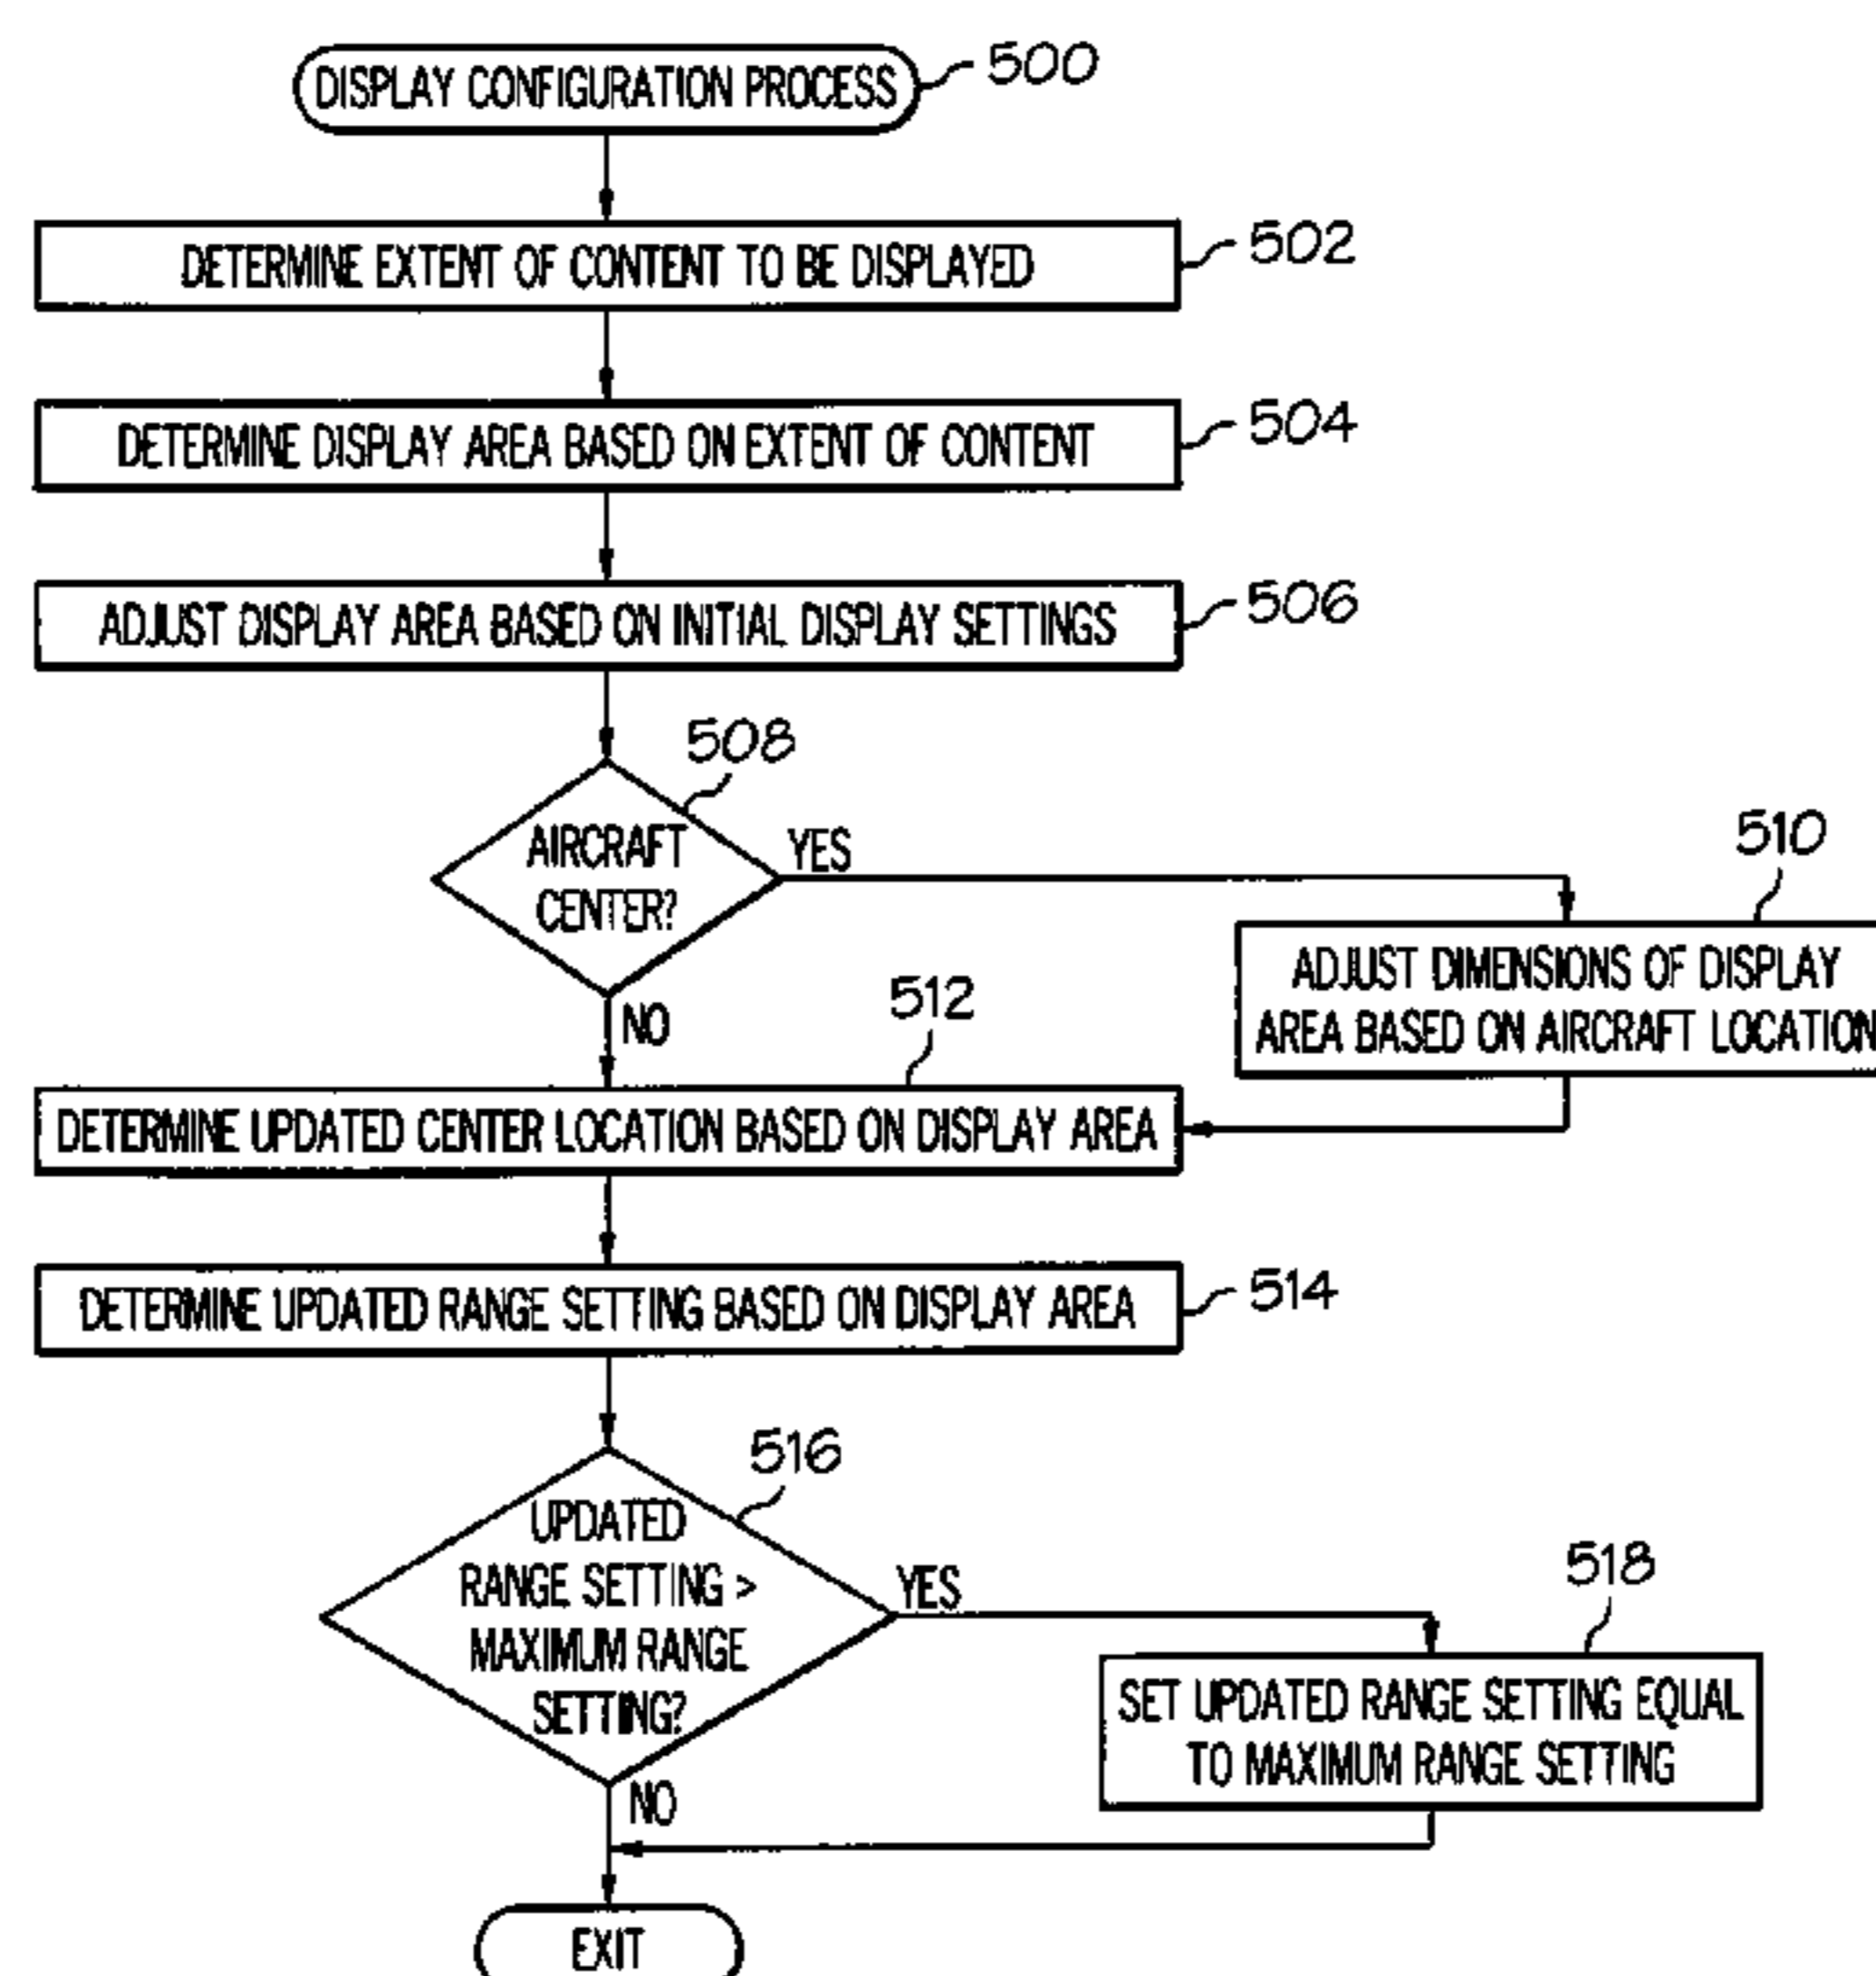 DISPLAY CONFIGURATION PROCESS
500
DETERMINE EXTENT OF CONTENT TO BE DISPLAYED
502
DETERMINE DISPLAY AREA BASED ON EXTENT OF CONTENT
504
ADJUST DISPLAY AREA BASED ON INITIAL DISPLAY SETTINGS
506
508
AIRCRAFT
CENTER?
YES
NO
510
ADJUST DIMENSIONS OF DISPLAY
AREA BASED ON AIRCRAFT LOCATION
512
DETERMINE UPDATED CENTER LOCATION BASED ON DISPLAY AREA
DETERMINE UPDATED RANGE SETTING BASED ON DISPLAY AREA
514
516
UPDATED
RANGE SETTING >
MAXIMUM RANGE
SETTING?
YES
NO
518
SET UPDATED RANGE SETTING EQUAL
TO MAXIMUM RANGE SETTING
EXIT